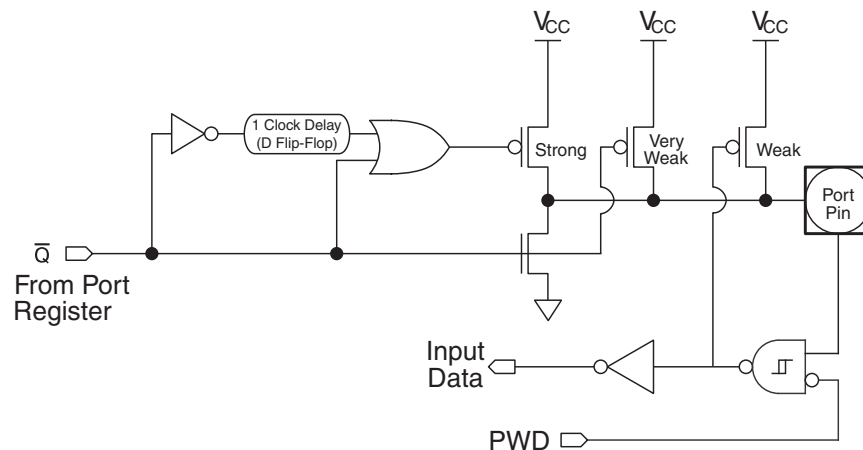 VCC
VCC
VCC
1 Clock Delay
(D Flip-Flop)
Strong
Very
Weak
Weak
Port
Pin
Q̅
From Port
Register
Input
Data
PWD